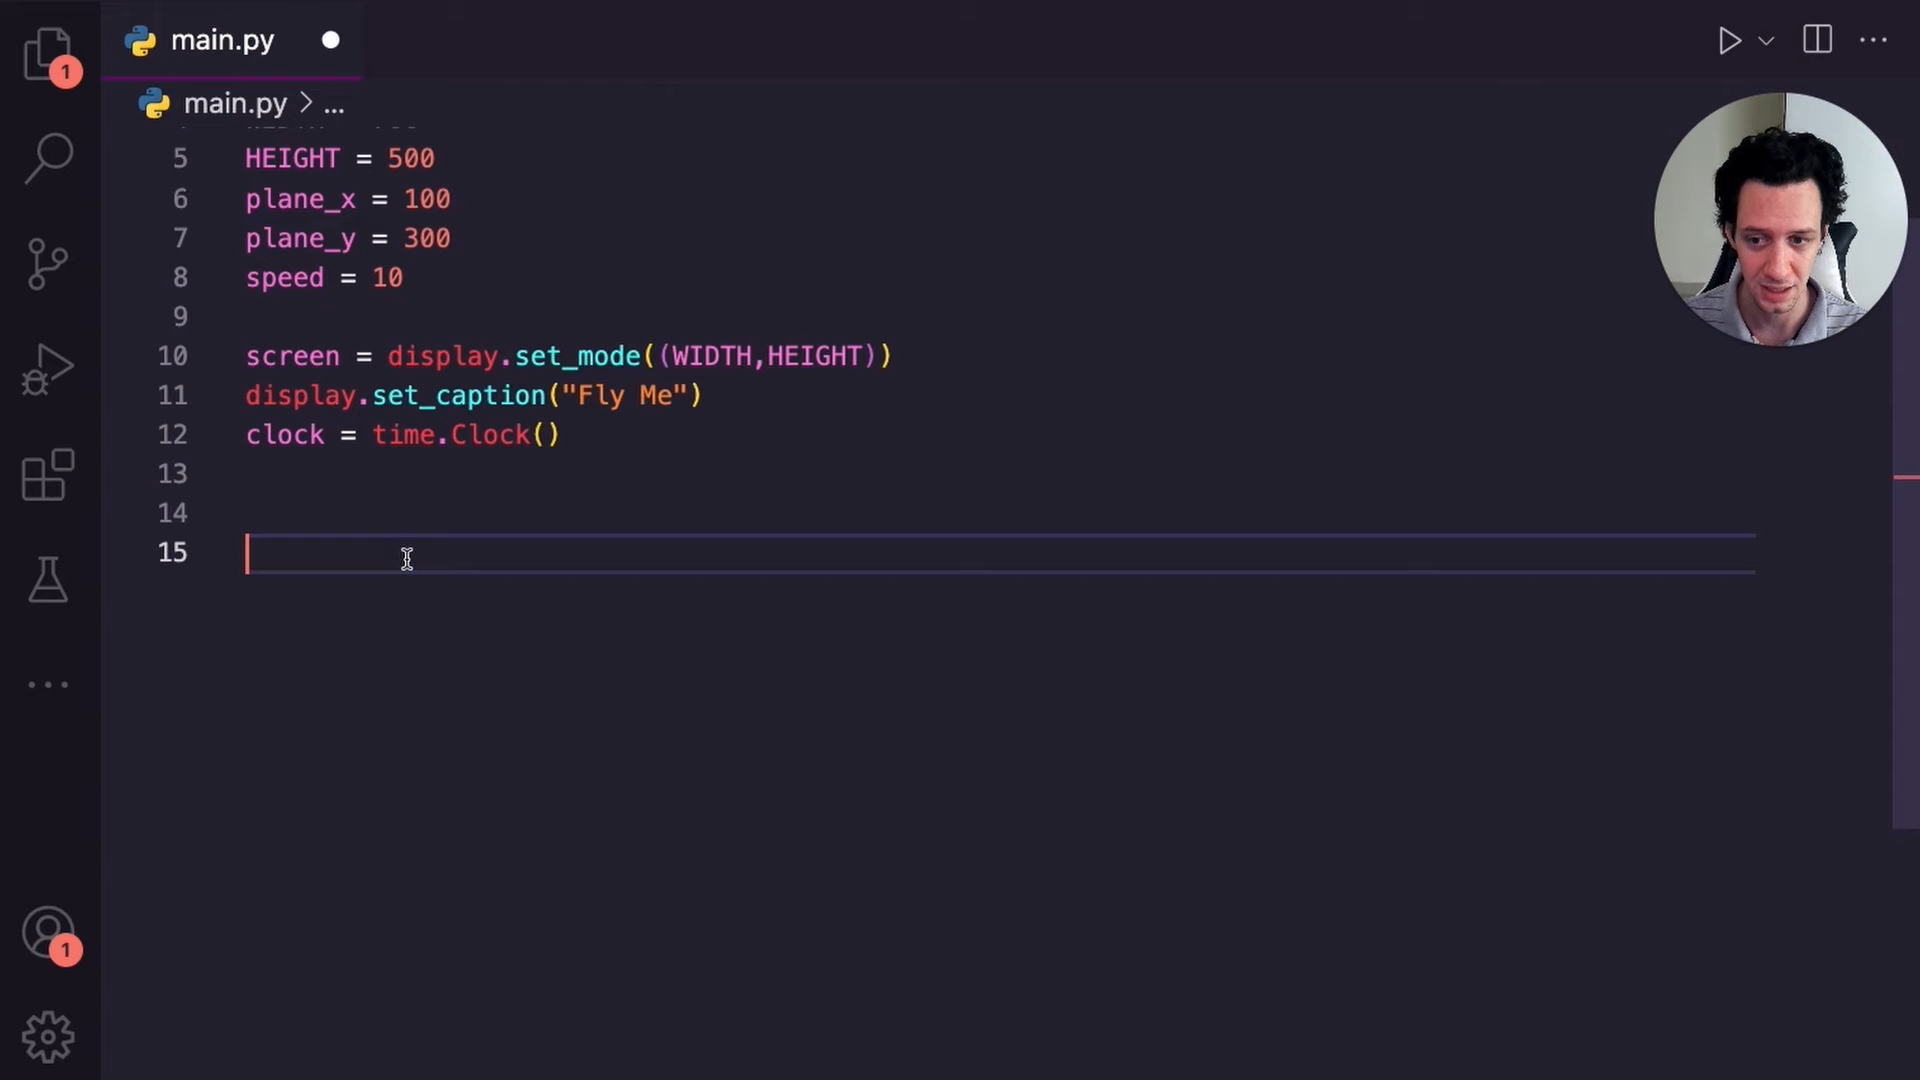 main.py
main.py > ...
5 HEIGHT = 500
6 plane_x = 100
7 plane_y = 300
8 speed = 10
9
10 screen = display.set_mode((WIDTH,HEIGHT))
11 display.set_caption("Fly Me")
12 clock = time.Clock()
13
14
15
1
1